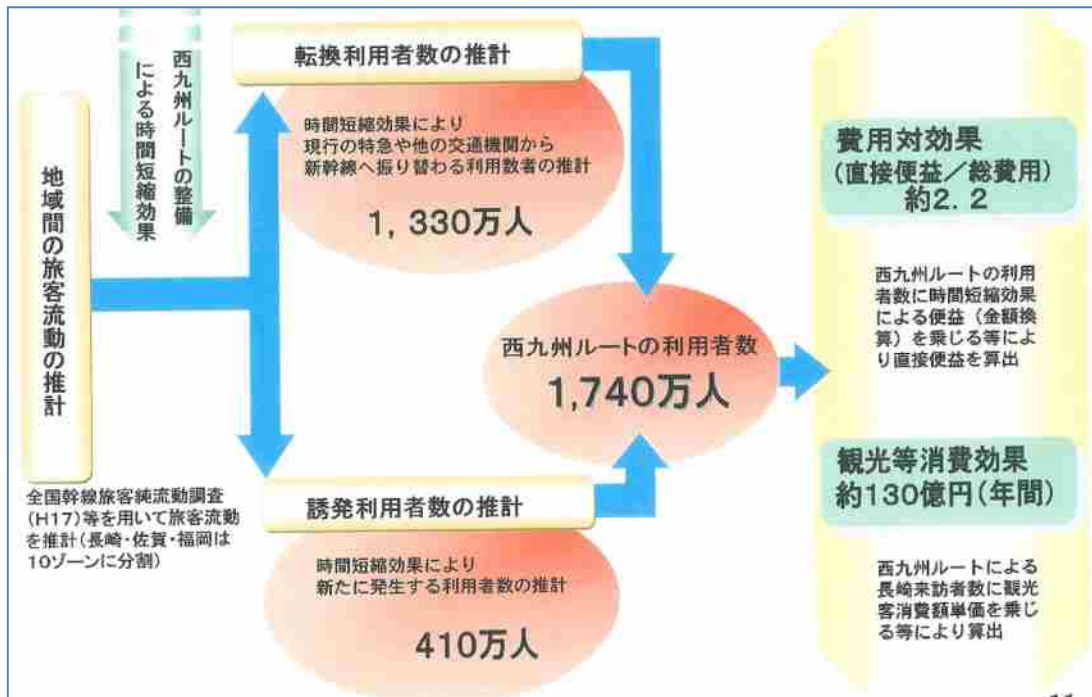 地域間の旅客流動の推計
西九州ルートの整備
による時間短縮効果
全国幹線旅客純流動調査
(H17)等を用いて旅客流動
を推計(長崎・佐賀・福岡は
10ゾーンに分割)
転換利用者数の推計
時間短縮効果により
現行の特急や他の交通機関から
新幹線へ振り替わる利用数者の推計
1,330万人
誘発利用者数の推計
時間短縮効果により
新たに発生する利用者数の推計
410万人
西九州ルートの利用者数
1,740万人
費用対効果
(直接便益/総費用)
約2.2
西九州ルートの利用
者数に時間短縮効果
による便益(金額換
算)を乗じる等によ
り直接便益を算出
観光等消費効果
約130億円(年間)
西九州ルートによる
長崎来訪者数に観光
客消費額単価を乗じ
る等により算出